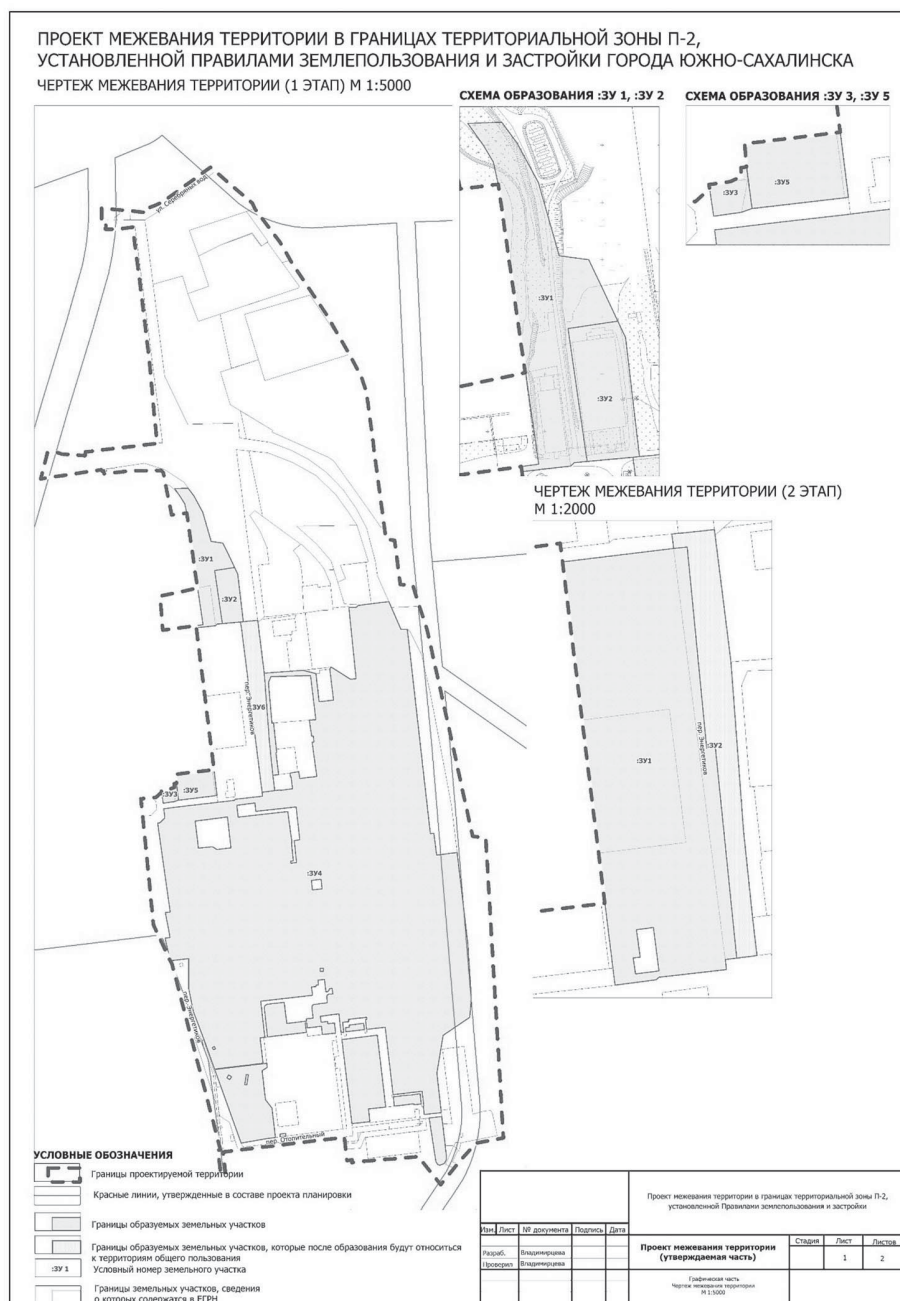 ПРОЕКТ МЕЖЕВАНИЯ ТЕРРИТОРИИ В ГРАНИЦАХ ТЕРРИТОРИАЛЬНОЙ ЗОНЫ П-2,
УСТАНОВЛЕННОЙ ПРАВИЛАМИ ЗЕМЛЕПОЛЬЗОВАНИЯ И ЗАСТРОЙКИ ГОРОДА ЮЖНО-САХАЛИНСКА
ЧЕРТЕЖ МЕЖЕВАНИЯ ТЕРРИТОРИИ (1 ЭТАП) М 1:5000
СХЕМА ОБРАЗОВАНИЯ :ЗУ 1, :ЗУ 2
СХЕМА ОБРАЗОВАНИЯ :ЗУ 3, :ЗУ 5
ул. Серебряных вод
:ЗУ3
:ЗУ5
:ЗУ1
:ЗУ2
ЧЕРТЕЖ МЕЖЕВАНИЯ ТЕРРИТОРИИ (2 ЭТАП)
М 1:2000
:ЗУ1
:ЗУ2
пер. Энергетиков
:ЗУ6
:ЗУ3
:ЗУ5
:ЗУ4
пер. Энергетиков
пер. Отопительный
:ЗУ1
пер. Энергетиков
:ЗУ2
УСЛОВНЫЕ ОБОЗНАЧЕНИЯ
Границы проектируемой территории
Красные линии, утвержденные в составе проекта планировки
Границы образуемых земельных участков
Границы образуемых земельных участков, которые после образования будут относиться
к территориям общего пользования
:ЗУ 1
Условный номер земельного участка
Границы земельных участков, сведения
о которых содержатся в ЕГРН
Проект межевания территории в границах территориальной зоны П-2,
установленной Правилами землепользования и застройки
Изм. Лист № документа Подпись Дата
Разраб. Владимирцева
Проверил Владимирцева
Проект межевания территории
(утверждаемая часть)
Стадия Лист Листов
1 2
Графическая часть
Чертеж межевания территории
М 1:5000